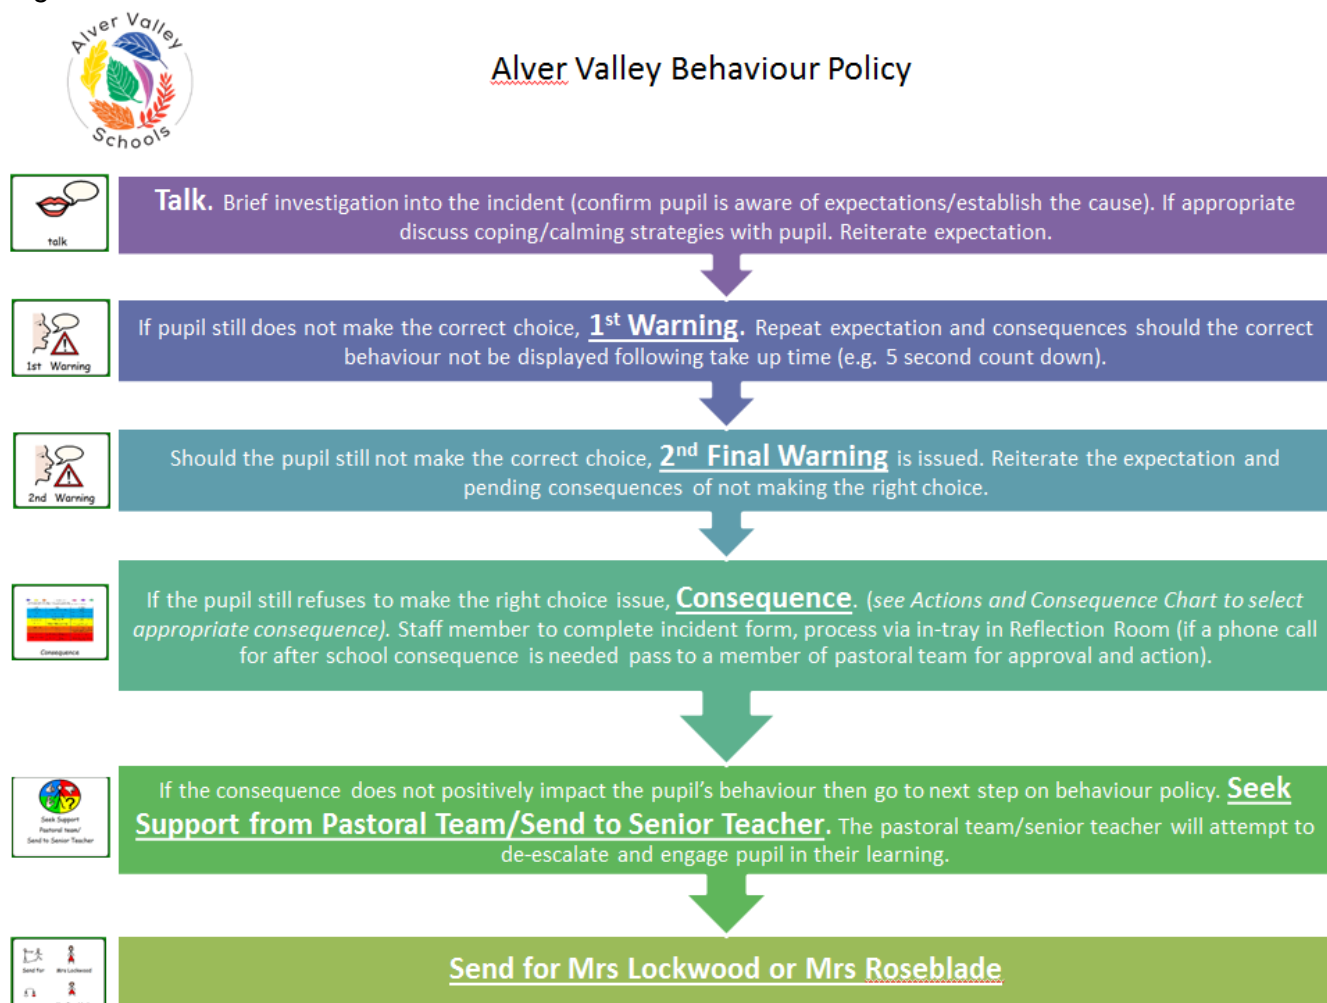 Alver Valley
Schools
Alver Valley Behaviour Policy
talk
Talk. Brief investigation into the incident (confirm pupil is aware of expectations/establish the cause). If appropriate
discuss coping/calming strategies with pupil. Reiterate expectation.
1st Warning
If pupil still does not make the correct choice, 1st Warning. Repeat expectation and consequences should the correct
behaviour not be displayed following take up time (e.g. 5 second count down).
2nd Warning
Should the pupil still not make the correct choice, 2nd Final Warning is issued. Reiterate the expectation and
pending consequences of not making the right choice.
Consequence
If the pupil still refuses to make the right choice issue, Consequence. (see Actions and Consequence Chart to select
appropriate consequence). Staff member to complete incident form, process via in-tray in Reflection Room (if a phone call
for after school consequence is needed pass to a member of pastoral team for approval and action).
Seek Support
Pastoral team/
Send to Senior Teacher
If the consequence does not positively impact the pupil's behaviour then go to next step on behaviour policy. Seek
Support from Pastoral Team/Send to Senior Teacher. The pastoral team/senior teacher will attempt to
de-escalate and engage pupil in their learning.
Send for Mrs Lockwood
Send for Mrs Lockwood or Mrs Roseblade